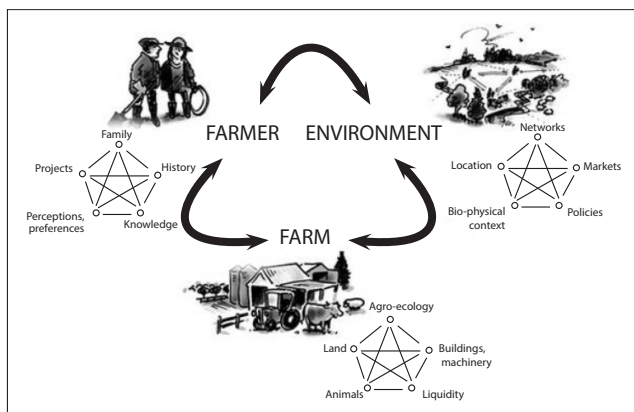 FARMER
ENVIRONMENT
Family
Projects
History
Perceptions,
preferences
Knowledge
Networks
Location
Markets
Bio-physical
context
Policies
FARM
Agro-ecology
Land
Buildings,
machinery
Animals
Liquidity